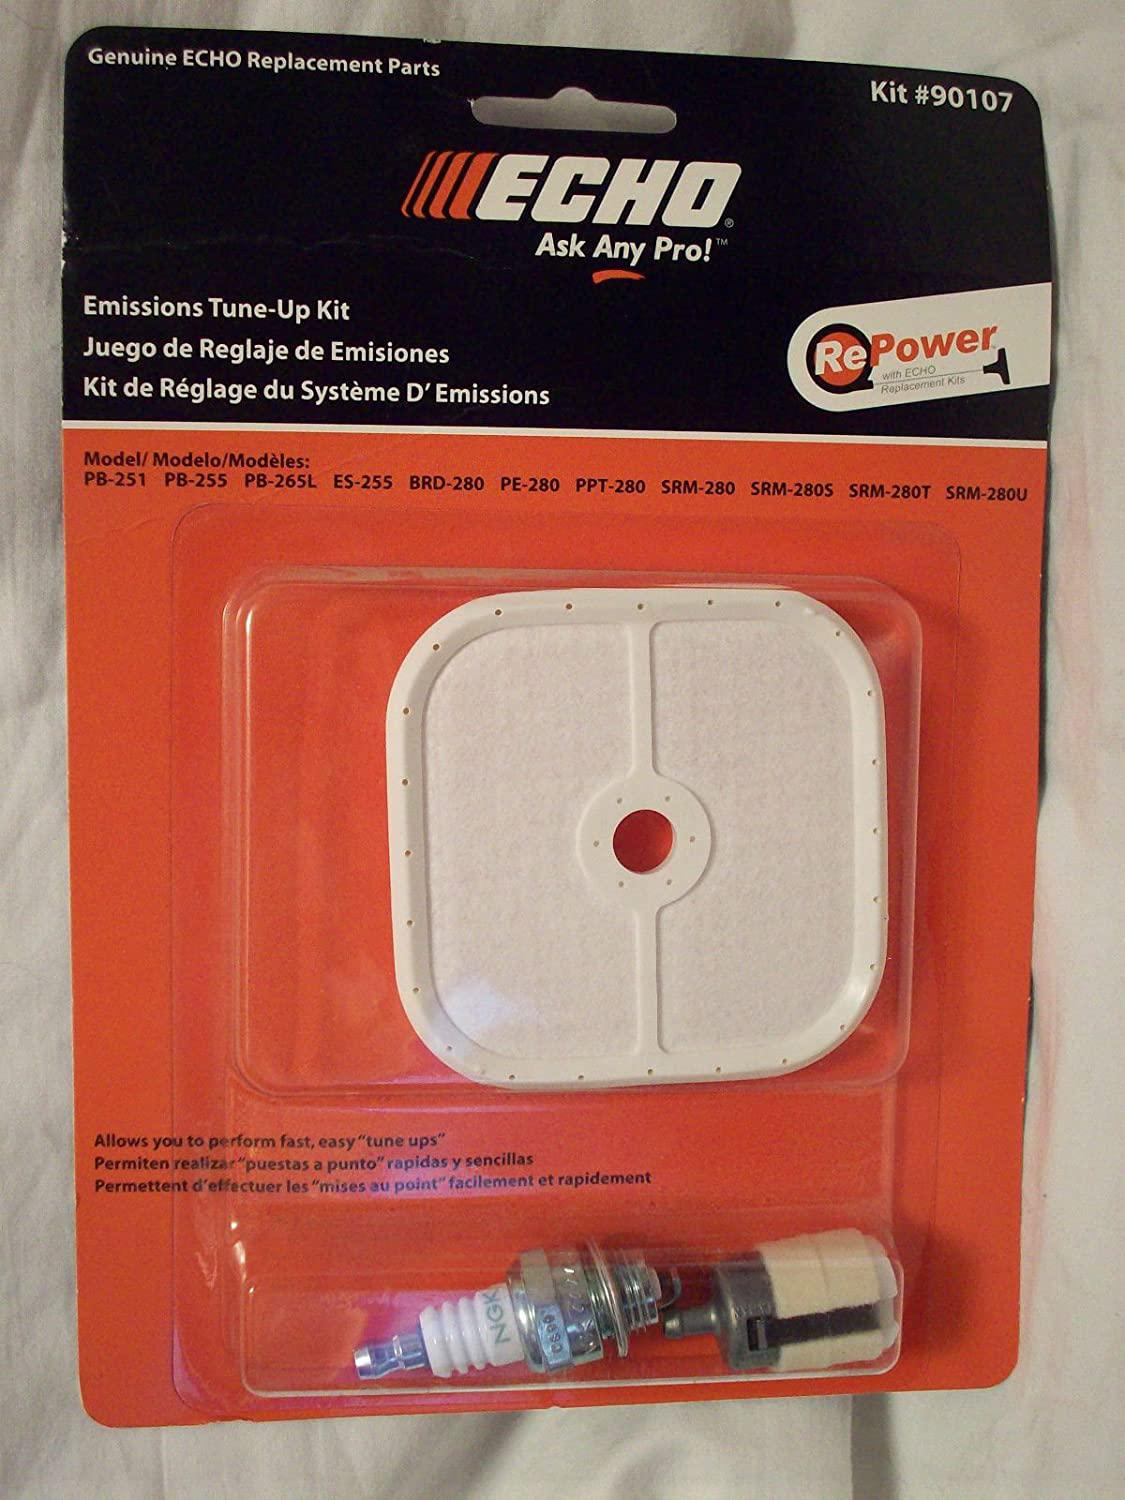 Genuine ECHO Replacement Parts
Kit #90107
ECHO®
Ask Any Pro!™
Emissions Tune-Up Kit
Juego de Reglaje de Emisiones
Kit de Réglage du Système D' Emissions
RePower
with ECHO
Replacement Kits
Model/ Modelo/Modèles:
PB-251 PB-255 PB-265L ES-255 BRD-280 PE-280 PPT-280 SRM-280 SRM-280S SRM-280T SRM-280U
Allows you to perform fast, easy "tune ups"
Permiten realizar "puestas a punto" rapidas y sencillas
Permettent d'effectuer les "mises au point" facilement et rapidement
NGK